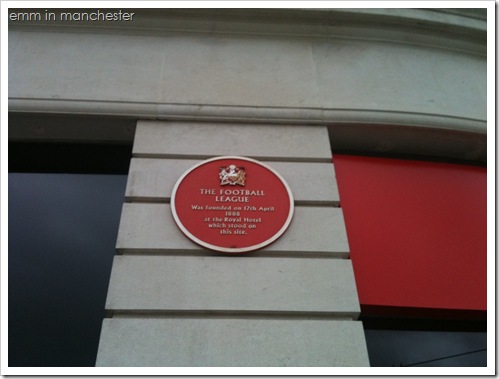 emm in manchester
THE FOOTBALL
LEAGUE
Was founded on 17th April
1888
at the Royal Hotel
which stood on
this site.